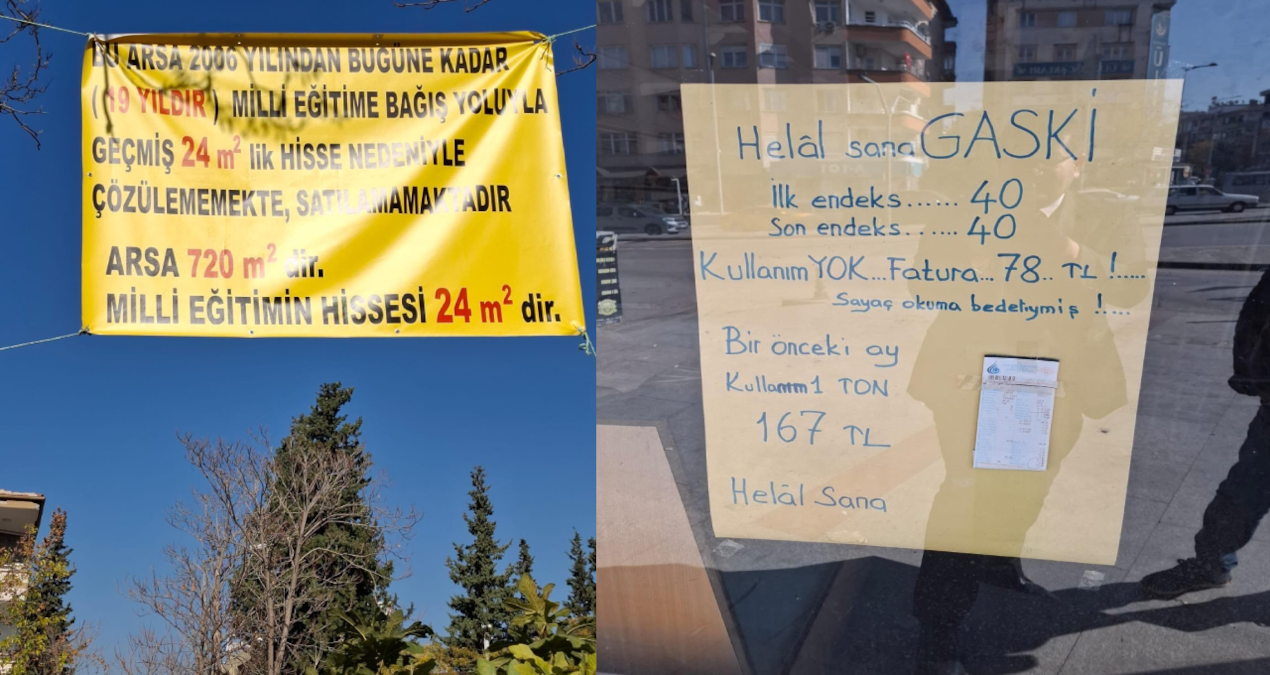 BU ARSA 2006 YILINDAN BUGÜNE KADAR
( 19 YILDIR ) MİLLİ EĞİTİME BAĞIŞ YOLUYLA
GEÇMİŞ 24 m² lik HİSSE NEDENİYLE
ÇÖZÜLEMEMEKTE, SATILAMAMAKTADIR
ARSA 720 m² dir.
MİLLİ EĞİTİMİN HİSSESİ 24 m² dir.
Helâl sana GASKİ
İlk endeks...... 40
Son endeks...... 40
Kullanım YOK...Fatura...78.. TL !.....
Sayaç okuma bedeliymiş !....
Bir önceki ay
Kullanım 1 TON
167 TL
Helâl Sana